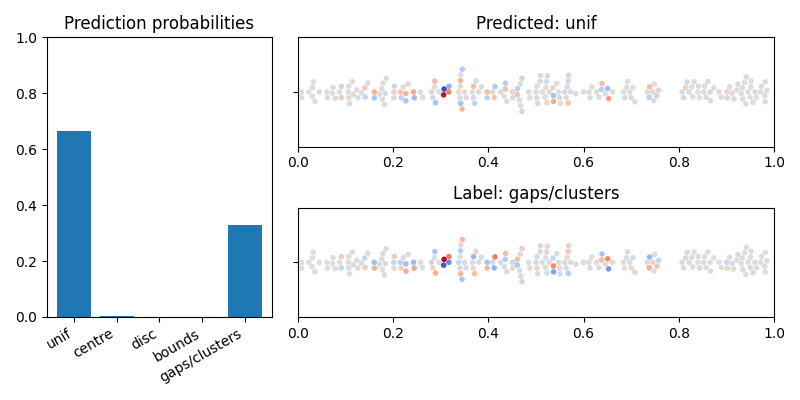 Prediction probabilities
1.0
0.8
0.6
0.4
0.2
0.0
unif
centre
disc
bounds
gaps/clusters
Predicted: unif
0.0 0.2 0.4 0.6 0.8 1.0
Label: gaps/clusters
0.0 0.2 0.4 0.6 0.8 1.0